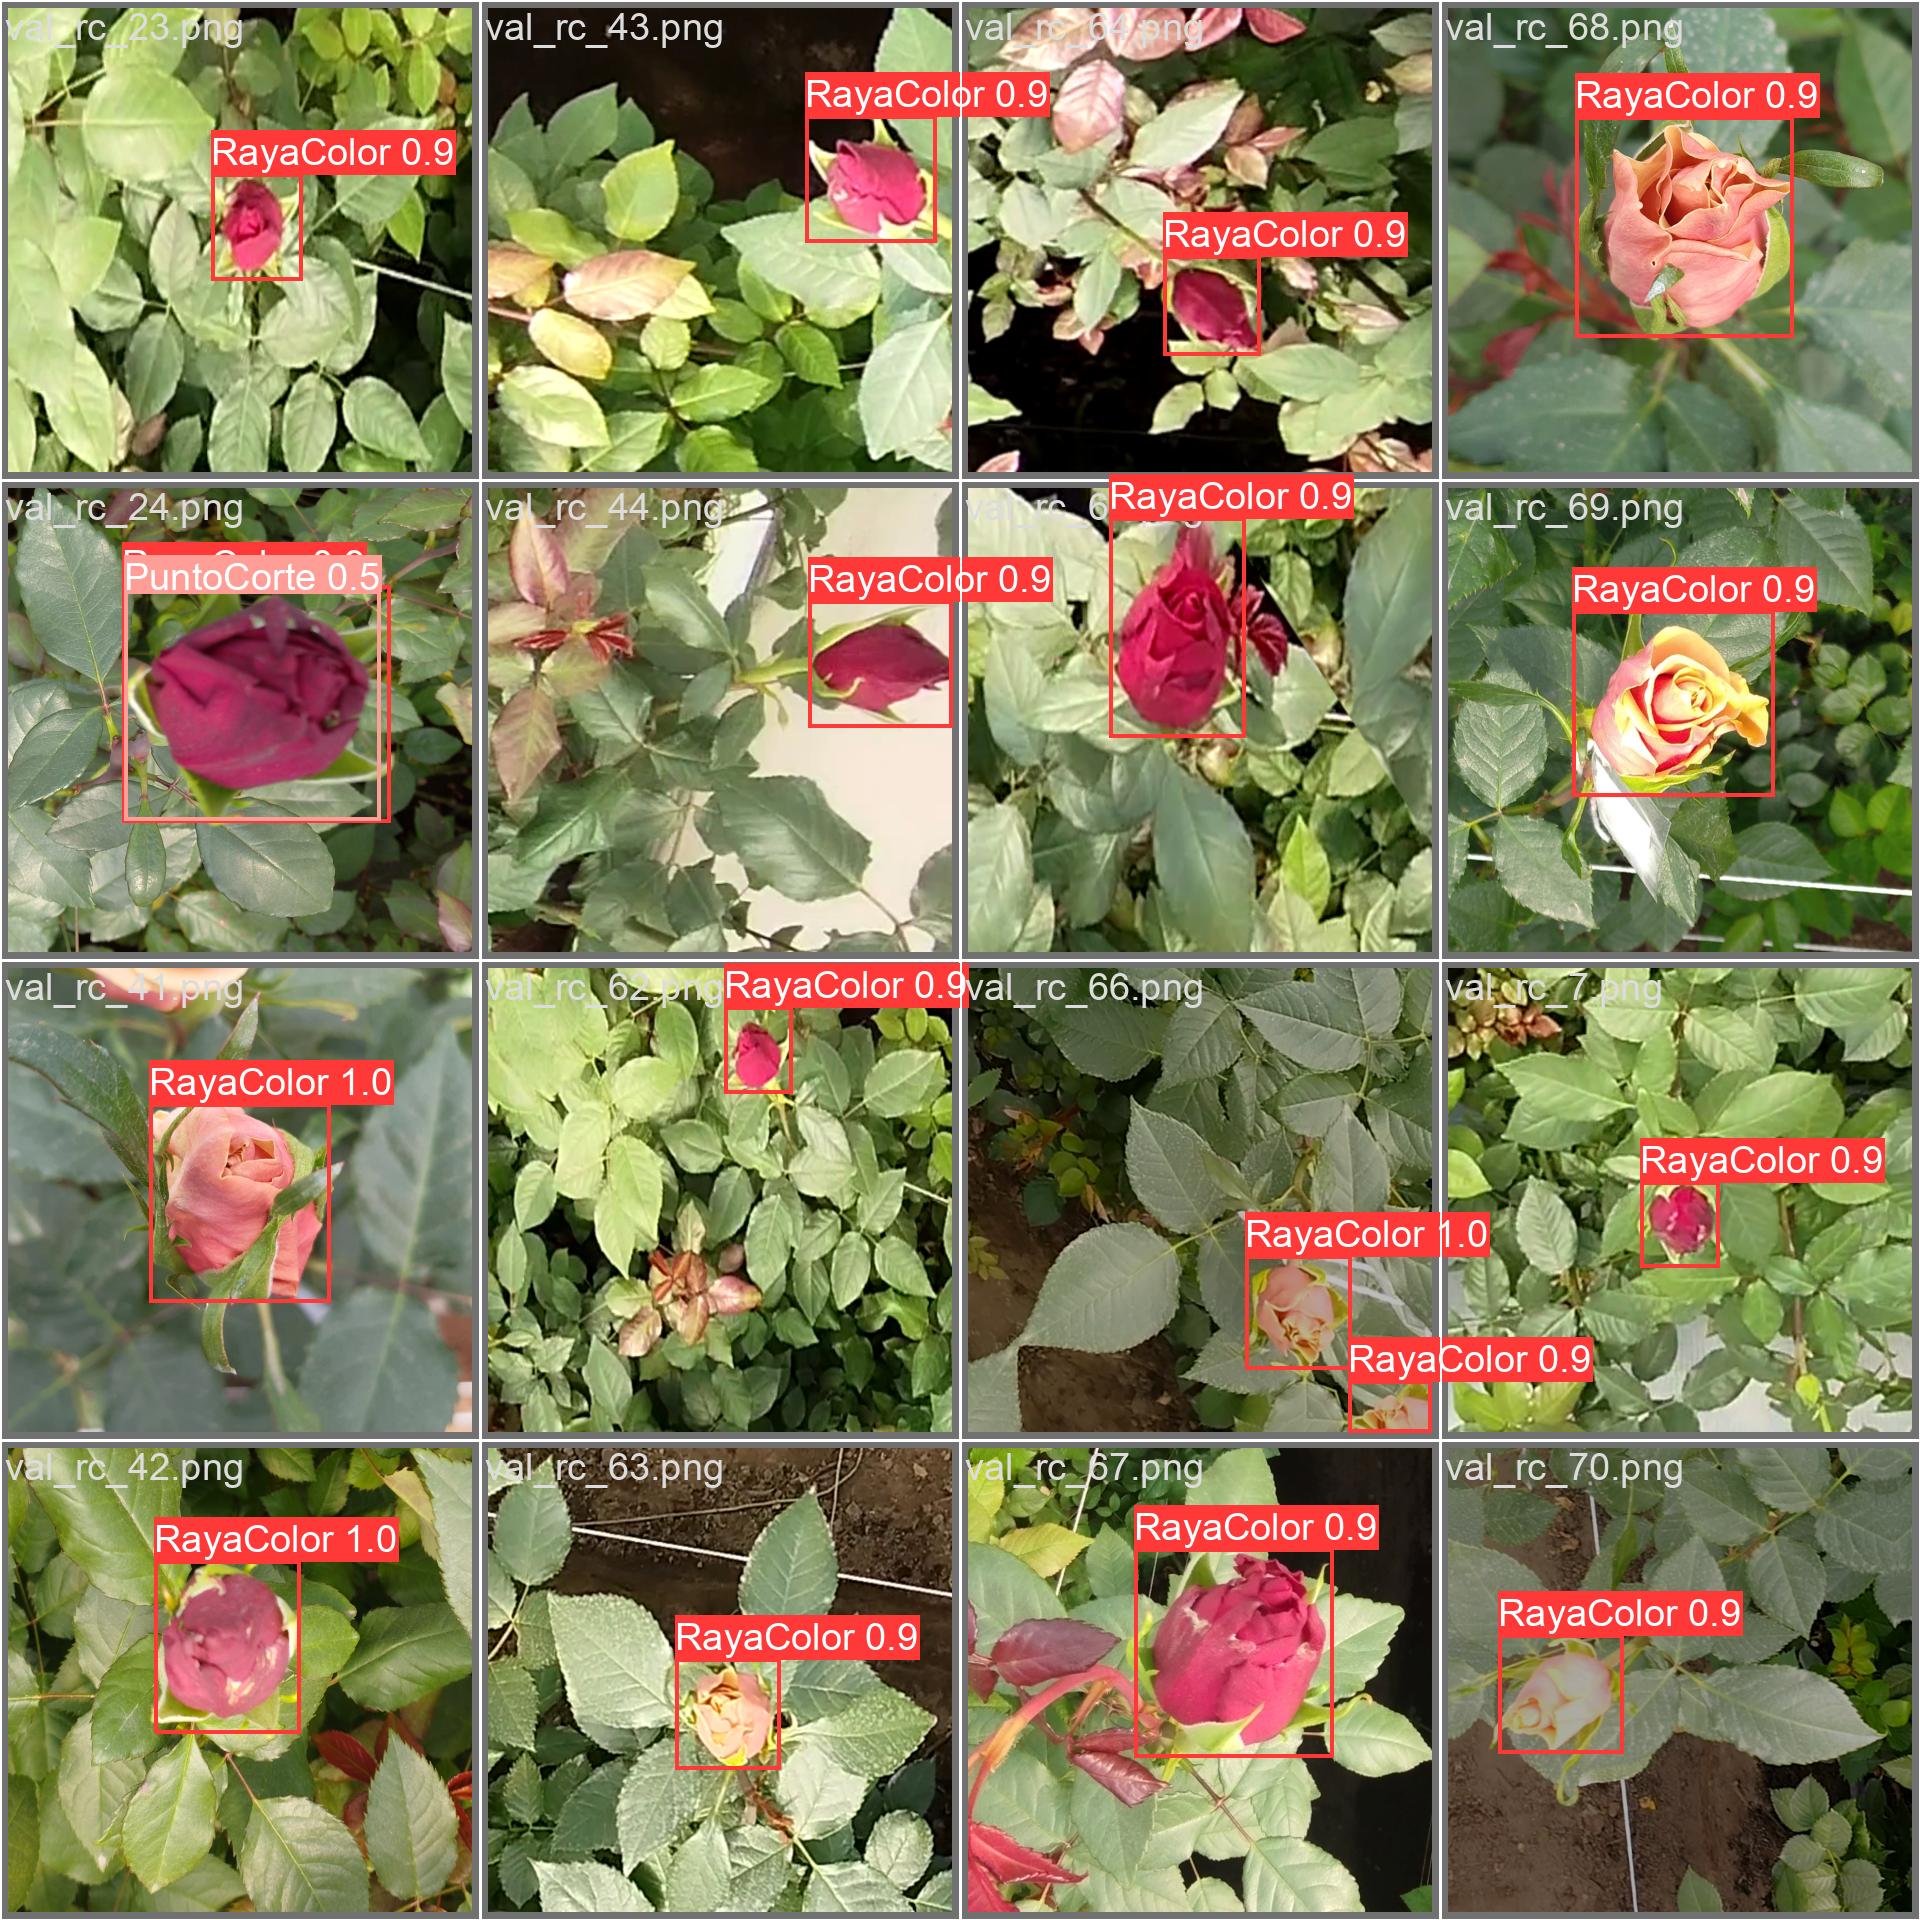 val_rc_23.png
RayaColor 0.9
val_rc_43.png
RayaColor 0.9
val_rc_64.png
RayaColor 0.9
val_rc_68.png
RayaColor 0.9
val_rc_24.png
PuntoCorte 0.5
val_rc_44.png
RayaColor 0.9
RayaColor 0.9
val_rc_69.png
RayaColor 0.9
val_rc_41.png
RayaColor 1.0
val_rc_62.png
RayaColor 0.9
val_rc_66.png
RayaColor 1.0
RayaColor 0.9
val_rc_7.png
RayaColor 0.9
val_rc_42.png
RayaColor 1.0
val_rc_63.png
RayaColor 0.9
val_rc_67.png
RayaColor 0.9
val_rc_70.png
RayaColor 0.9